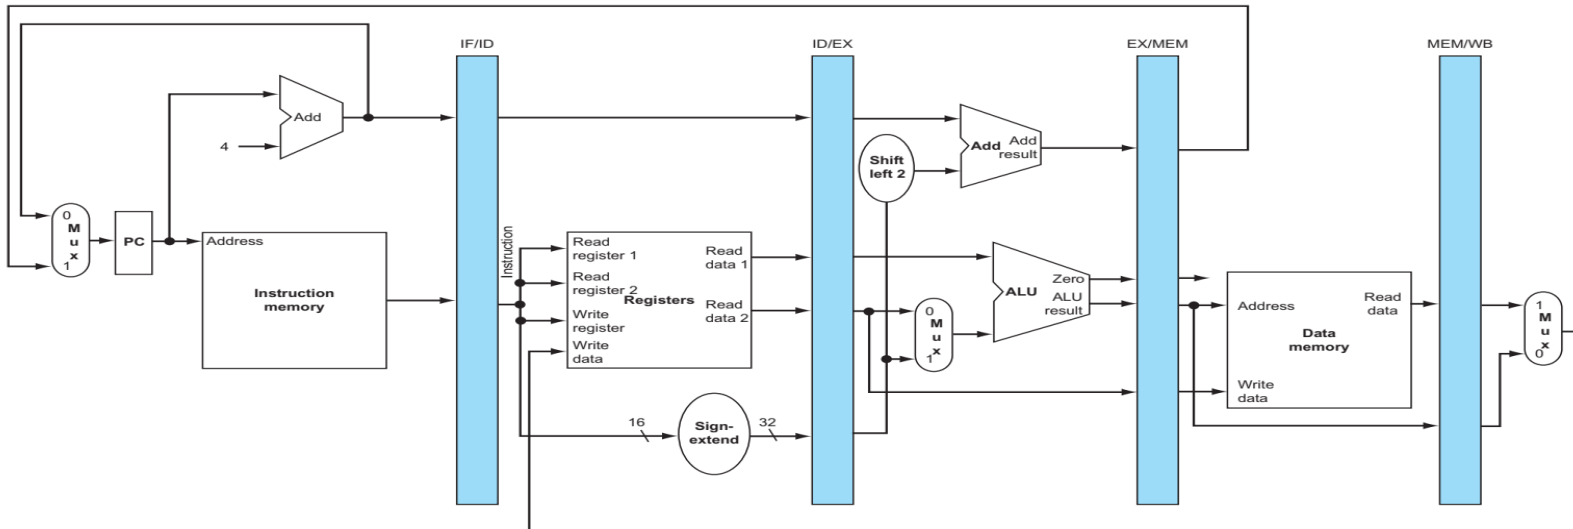 IF/ID
ID/EX
EX/MEM
MEM/WB
Add
4
Add
Add
result
Shift
left 2
0
M
u
x
1
PC
Address
Instruction
memory
Instruction
Read
register 1
Read
register 2
Registers
Write
register
Write
data
Read
data 1
Read
data 2
0
M
u
x
1
ALU
Zero
ALU
result
Address
Read
data
Data
memory
Write
data
1
M
u
x
0
16
Sign-
extend
32